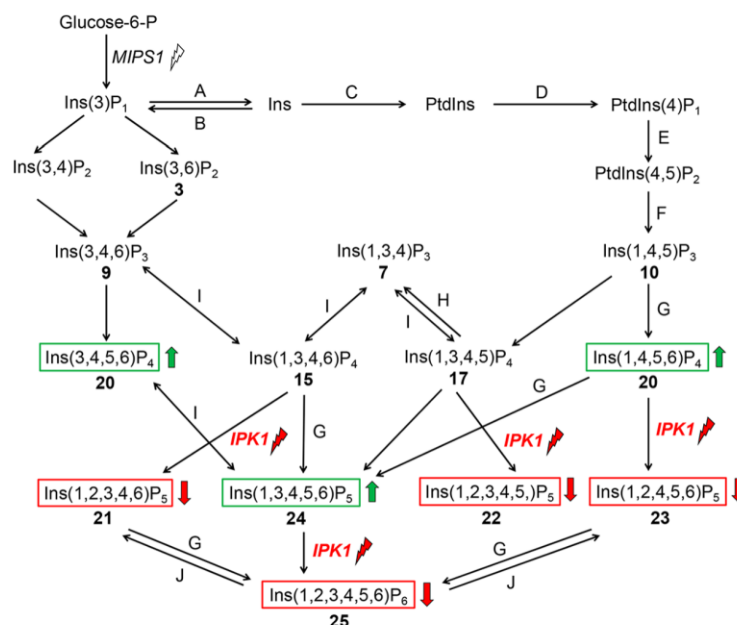 Glucose-6-P
MIPS1
Ins(3)P1
A
B
Ins
C
PtdIns
D
PtdIns(4)P1
E
Ins(3,4)P2
Ins(3,6)P2
3
PtdIns(4,5)P2
F
Ins(3,4,6)P3
9
Ins(1,3,4)P3
7
Ins(1,4,5)P3
10
I
I
I
H
G
Ins(3,4,5,6)P4
20
Ins(1,3,4,6)P4
15
Ins(1,3,4,5)P4
17
Ins(1,4,5,6)P4
20
I
IPK1
G
IPK1
G
IPK1
Ins(1,2,3,4,6)P5
21
Ins(1,3,4,5,6)P5
24
Ins(1,2,3,4,5,)P5
22
Ins(1,2,4,5,6)P5
23
G
J
IPK1
G
J
Ins(1,2,3,4,5,6)P6
25